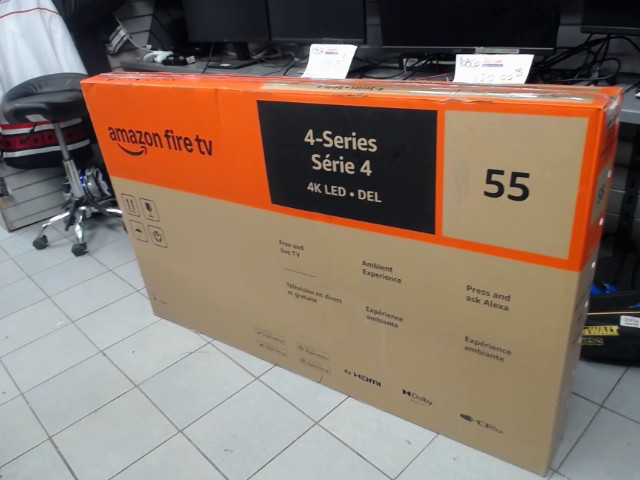 amazon fire tv
4-Series
Série 4
4K LED • DEL
55
Free and
live TV
Télévision en direct
et gratuite
Ambient
Experience
Expérience
ambiante
Press and
ask Alexa
Expérience
ambiante
HDMI
Dolby
DEWALT